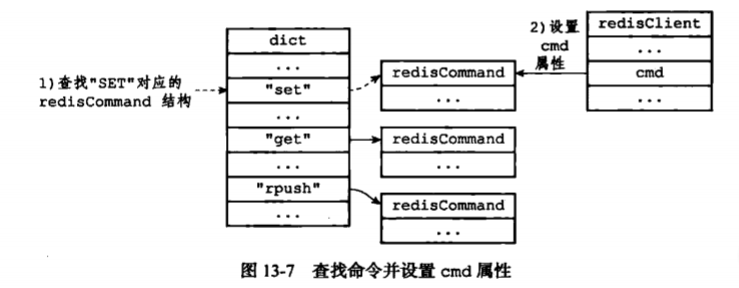 1)查找"SET"对应的
redisCommand 结构
dict
...
"set"
...
"get"
...
"rpush"
...
redisCommand
...
redisCommand
...
redisCommand
...
2)设置
cmd
属性
redisClient
...
cmd
...
图 13-7 查找命令并设置 cmd 属性